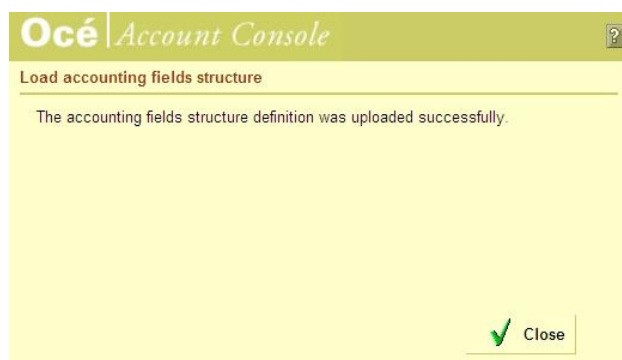 Océ Account Console
?
Load accounting fields structure
The accounting fields structure definition was uploaded successfully.
Close